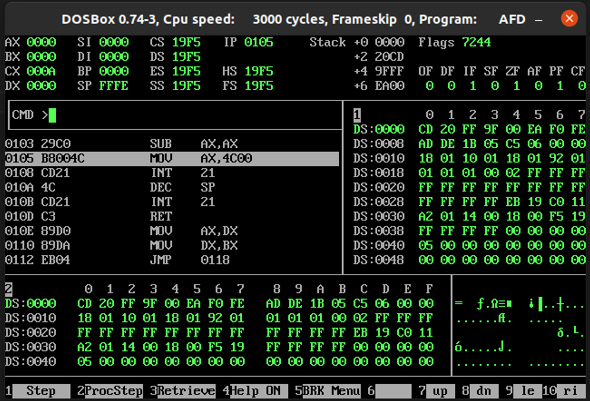 DOSBox 0.74-3, Cpu speed: 3000 cycles, Frameskip 0, Program: AFD
AX 0000 SI 0000 CS 19F5 IP 0105 Stack +0 0000 Flags 7244
BX 0000 DI 0000 DS 19F5 +2 20CD
CX 000A BP 0000 ES 19F5 HS 19F5 +4 9FFF OF DF IF SF ZF AF PF CF
DX 0000 SP FFFE SS 19F5 FS 19F5 +6 EA00 0 0 1 0 1 0 1 0
CMD >
1 0 1 2 3 4 5 6 7
DS:0000 CD 20 FF 9F 00 EA F0 FE
0103 29C0 SUB AX,AX DS:0008 AD DE 1B 05 C5 06 00 00
0105 B8004C MOV AX,4C00 DS:0010 18 01 10 01 18 01 92 01
0108 CD21 INT 21 DS:0018 01 01 01 00 02 FF FF FF
010A 4C DEC SP DS:0020 FF FF FF FF FF FF FF FF
010B CD21 INT 21 DS:0028 FF FF FF FF EB 19 C0 11
010D C3 RET DS:0030 A2 01 14 00 18 00 F5 19
010E 89D0 MOV AX,DX DS:0038 FF FF FF FF 00 00 00 00
0110 89DA MOV DX,BX DS:0040 05 00 00 00 00 00 00 00
0112 EB04 JMP 0118 DS:0048 00 00 00 00 00 00 00 00
2 0 1 2 3 4 5 6 7 8 9 A B C D E F
DS:0000 CD 20 FF 9F 00 EA F0 FE AD DE 1B 05 C5 06 00 00
DS:0010 18 01 10 01 18 01 92 01 01 01 01 00 02 FF FF FF
DS:0020 FF FF FF FF FF FF FF FF FF FF FF FF EB 19 C0 11
DS:0030 A2 01 14 00 18 00 F5 19 FF FF FF FF 00 00 00 00
DS:0040 05 00 00 00 00 00 00 00 00 00 00 00 00 00 00 00
1 Step 2ProcStep 3Retrieve 4Help ON 5BRK Menu 6 7 up 8 dn 9 le 10 ri